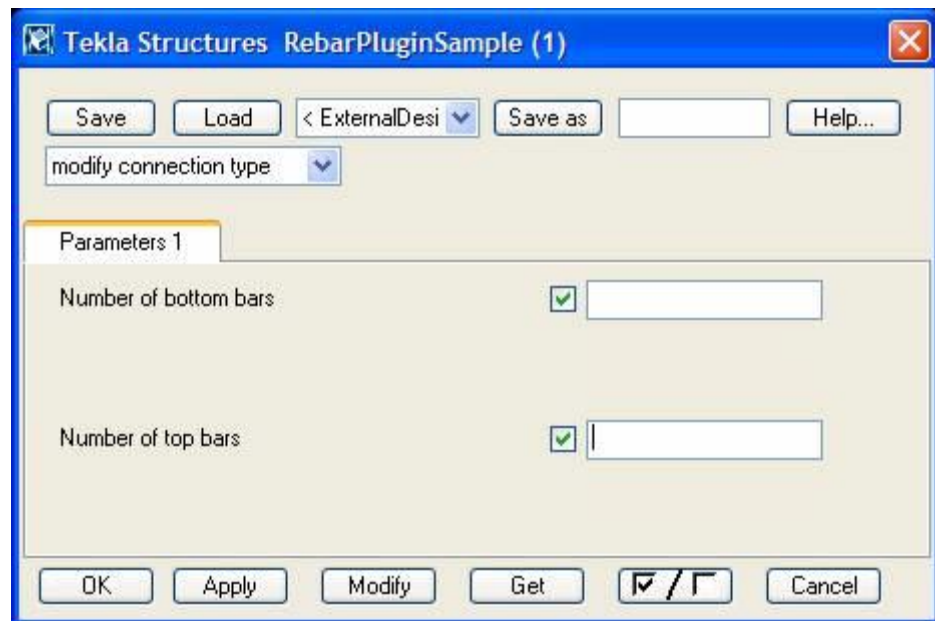 Tekla Structures RebarPluginSample (1)
Save Load < ExternalDesi Save as Help...
modify connection type
Parameters 1
Number of bottom bars
Number of top bars
OK Apply Modify Get / Cancel